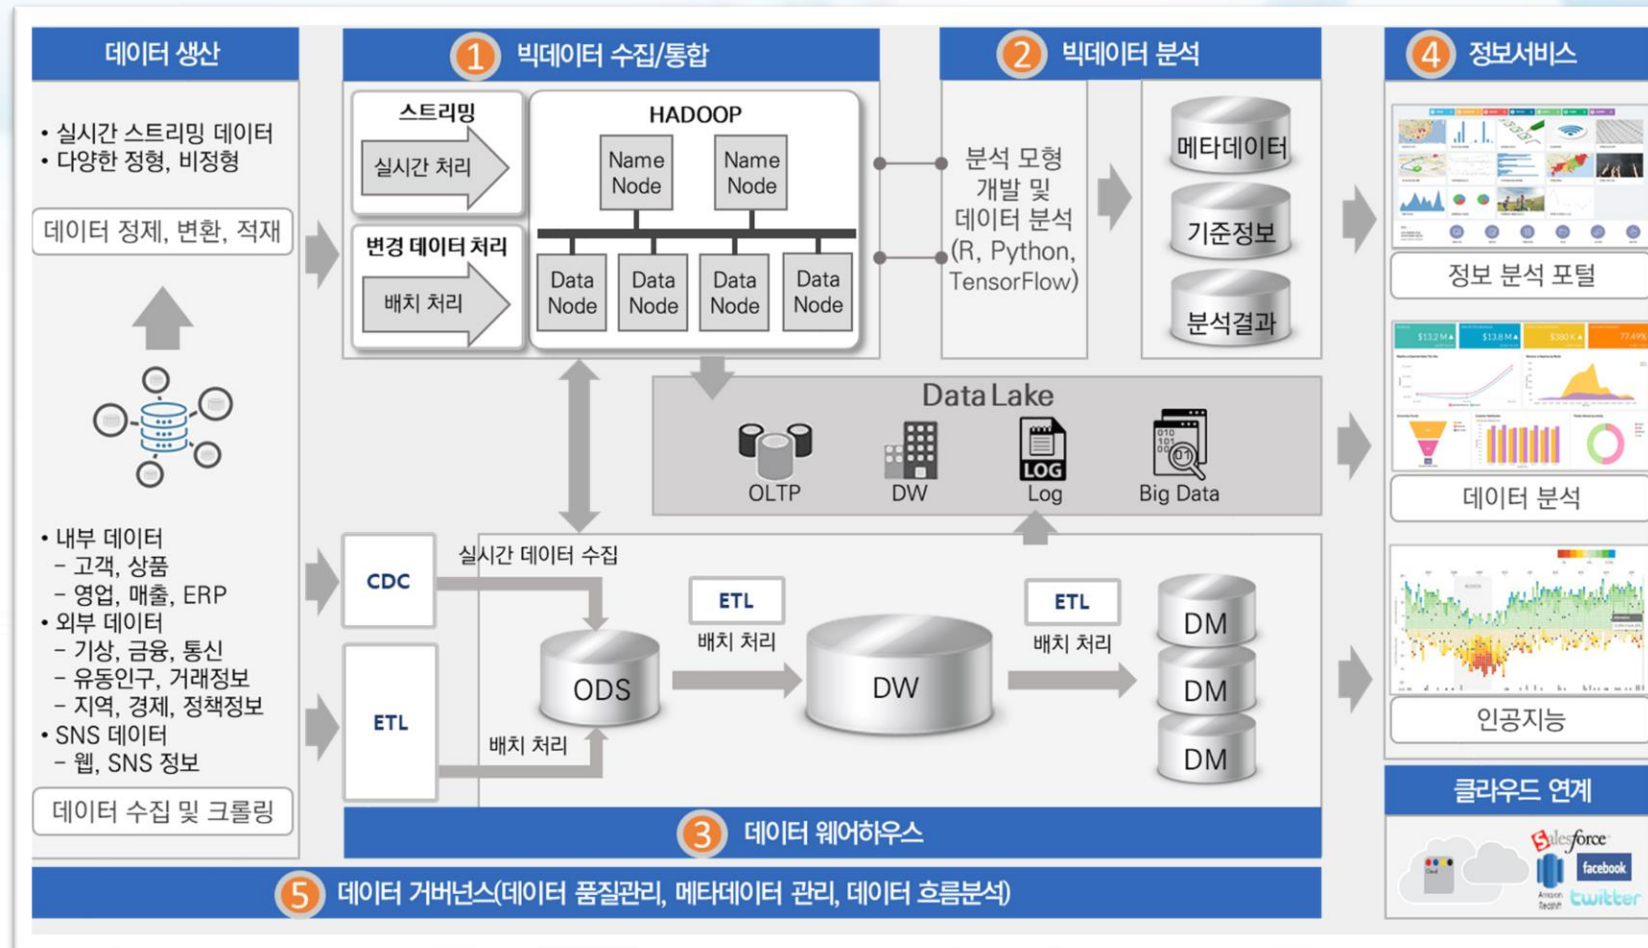 데이터 생산
• 실시간 스트리밍 데이터
• 다양한 정형, 비정형
데이터 정제, 변환, 적재
• 내부 데이터
– 고객, 상품
– 영업, 매출, ERP
• 외부 데이터
– 기상, 금융, 통신
– 유동인구, 거래정보
– 지역, 경제, 정책정보
• SNS 데이터
– 웹, SNS 정보
데이터 수집 및 크롤링
1 빅데이터 수집/통합
스트리밍
실시간 처리
변경 데이터 처리
배치 처리
HADOOP
Name
Node
Name
Node
Data
Node
Data
Node
Data
Node
Data
Node
2 빅데이터 분석
분석 모형
개발 및
데이터 분석
(R, Python,
TensorFlow)
메타데이터
기준정보
분석결과
Data Lake
OLTP
DW
LOG
Log
010
101
01
Big Data
CDC
실시간 데이터 수집
ETL
배치 처리
ODS
ETL
배치 처리
DW
ETL
배치 처리
DM
DM
DM
3 데이터 웨어하우스
4 정보서비스
정보 분석 포털
$13.2 M
$13.8 M
$380 K
77.49%
데이터 분석
인공지능
클라우드 연계
Cloud
Salesforce
Amazon
Redshift
facebook
twitter
5 데이터 거버넌스(데이터 품질관리, 메타데이터 관리, 데이터 흐름분석)